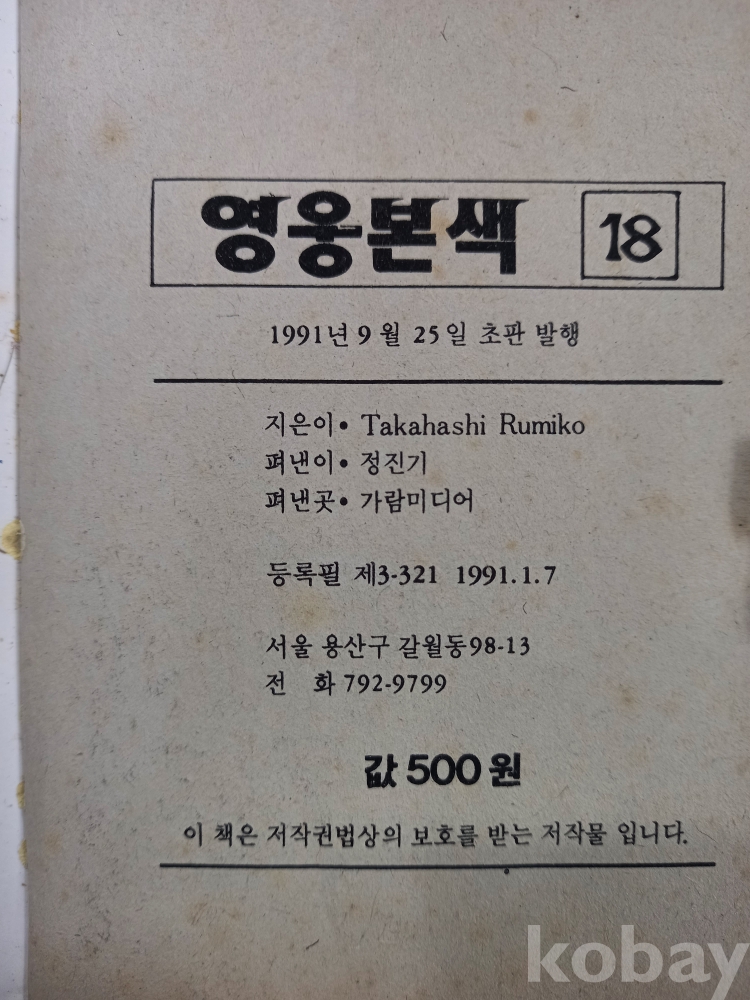 영웅본색 18
1991년 9월 25일 초판 발행
지은이• Takahashi Rumiko
펴낸이• 정진기
펴낸곳• 가람미디어
등록필 제3-321 1991.1.7
서울 용산구 갈월동98-13
전 화 792-9799
값 500원
이 책은 저작권법상의 보호를 받는 저작물 입니다.
kobay